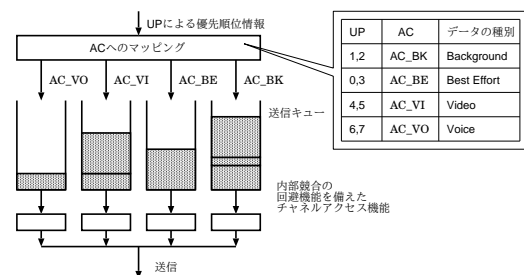 UPによる優先順位情報
ACへのマッピング
AC_VO
AC_VI
AC_BE
AC_BK
送信キュー
内部競合の
回避機能を備えた
チャネルアクセス機能
送信
UP AC データの種別
1,2 AC_BK Background
0,3 AC_BE Best Effort
4,5 AC_VI Video
6,7 AC_VO Voice